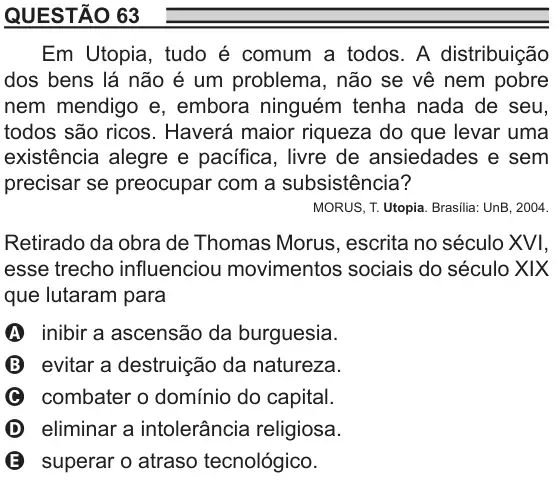 QUESTÃO 63
Em Utopia, tudo é comum a todos. A distribuição
dos bens lá não é um problema, não se vê nem pobre
nem mendigo e, embora ninguém tenha nada de seu,
todos são ricos. Haverá maior riqueza do que levar uma
existência alegre e pacífica, livre de ansiedades e sem
precisar se preocupar com a subsistência?
MORUS, T. Utopia. Brasília: UnB, 2004.
Retirado da obra de Thomas Morus, escrita no século XVI,
esse trecho influenciou movimentos sociais do século XIX
que lutaram para
A inibir a ascensão da burguesia.
B evitar a destruição da natureza.
C combater o domínio do capital.
D eliminar a intolerância religiosa.
E superar o atraso tecnológico.